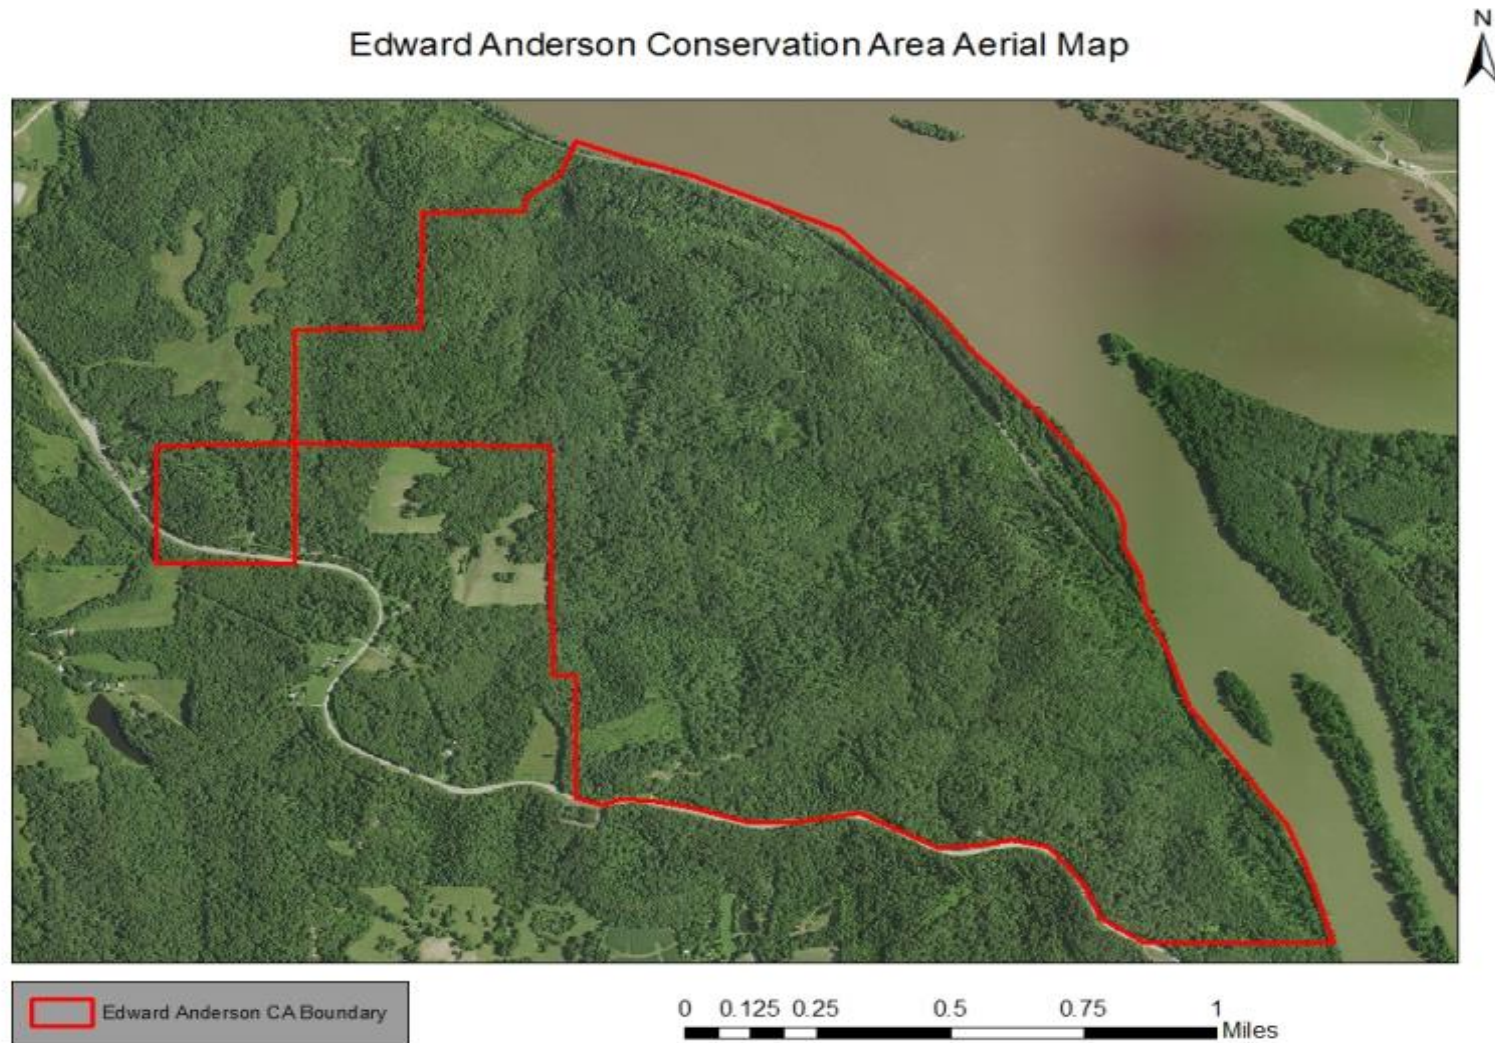 N
Edward Anderson Conservation Area Aerial Map
Edward Anderson CA Boundary
0 0.125 0.25 0.5 0.75 1
Miles